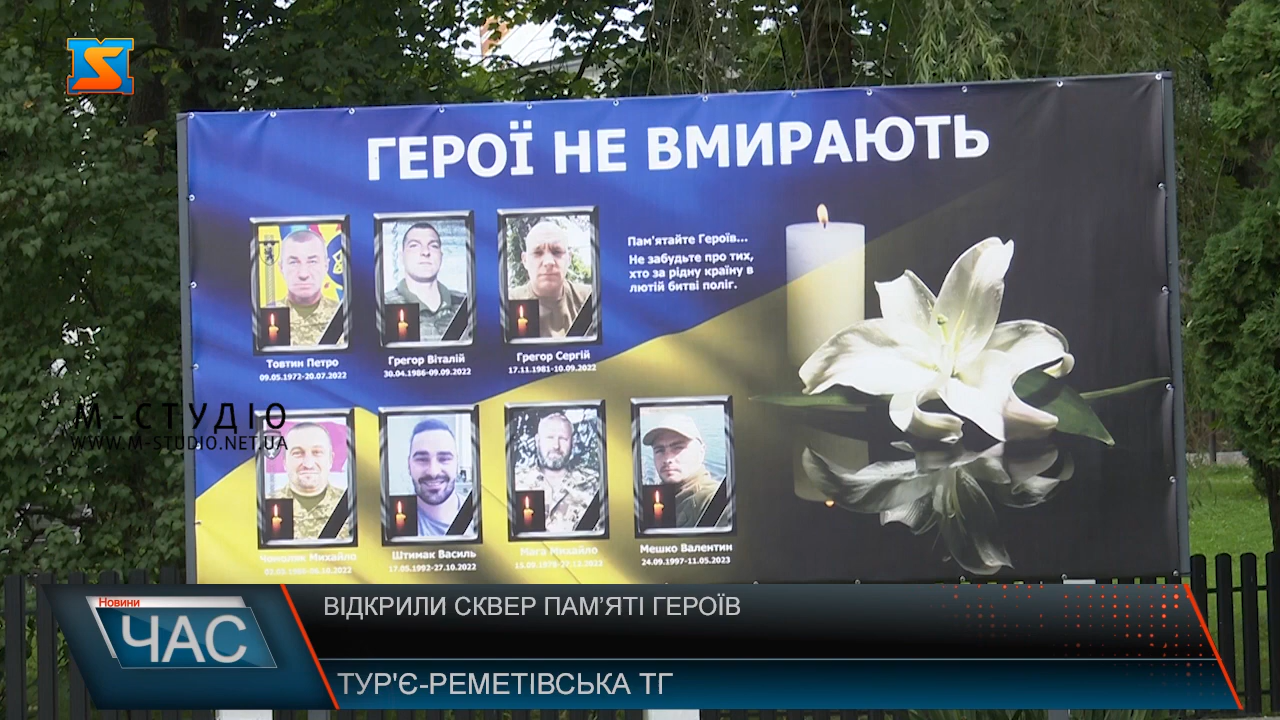 ГЕРОЇ НЕ ВМИРАЮТЬ
Пам'ятайте Героїв...
Не забудьте про тих,
хто за рідну країну в
лютій битві поліг.
Товтин Петро
09.05.1972-20.07.2022
Грегор Віталій
30.04.1986-09.09.2022
Грегор Сергій
17.11.1981-10.09.2022
М-СТУДІО
WWW.M-STUDIO.NET.UA
Михайло
Штимак Василь
17.05.1992-27.10.2022
Мага Михайло
Мешко Валентин
24.09.1997-11.05.2023
Новини
ЧАС
ВІДКРИЛИ СКВЕР ПАМ’ЯТІ ГЕРОЇВ
ТУР'Є-РЕМЕТІВСЬКА ТГ